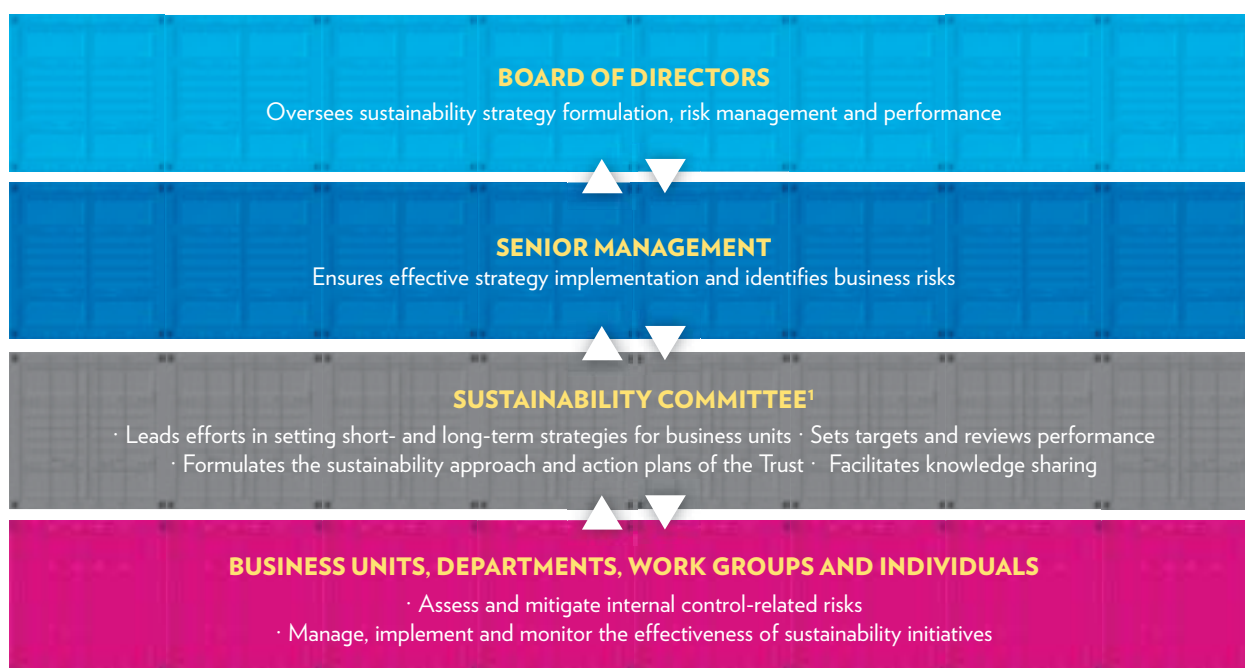 BOARD OF DIRECTORS
Oversees sustainability strategy formulation, risk management and performance
SENIOR MANAGEMENT
Ensures effective strategy implementation and identifies business risks
SUSTAINABILITY COMMITTEE¹
· Leads efforts in setting short- and long-term strategies for business units · Sets targets and reviews performance
· Formulates the sustainability approach and action plans of the Trust · Facilitates knowledge sharing
BUSINESS UNITS, DEPARTMENTS, WORK GROUPS AND INDIVIDUALS
· Assess and mitigate internal control-related risks
· Manage, implement and monitor the effectiveness of sustainability initiatives